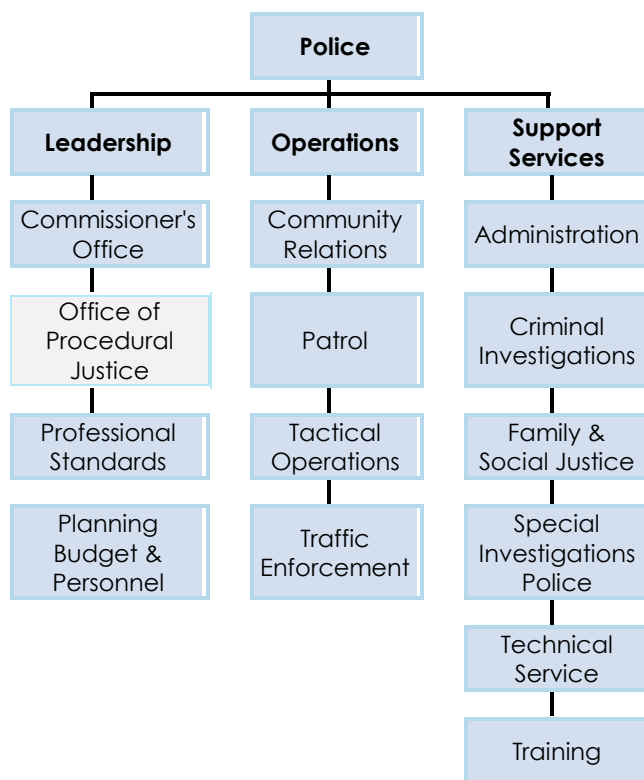 Police
Leadership
Commissioner's
Office
Office of
Procedural
Justice
Professional
Standards
Planning
Budget &
Personnel
Operations
Community
Relations
Patrol
Tactical
Operations
Traffic
Enforcement
Support
Services
Administration
Criminal
Investigations
Family &
Social Justice
Special
Investigations
Police
Technical
Service
Training